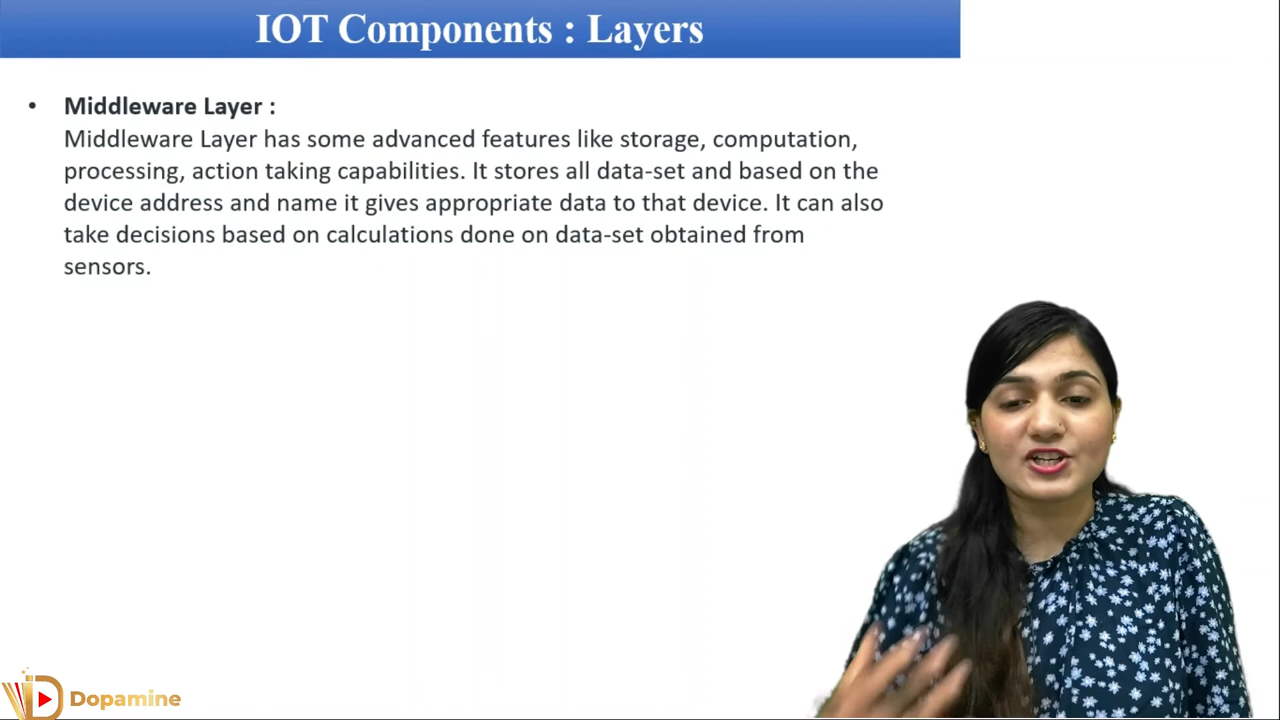 IOT Components : Layers
• Middleware Layer :
Middleware Layer has some advanced features like storage, computation,
processing, action taking capabilities. It stores all data-set and based on the
device address and name it gives appropriate data to that device. It can also
take decisions based on calculations done on data-set obtained from
sensors.
Dopamine